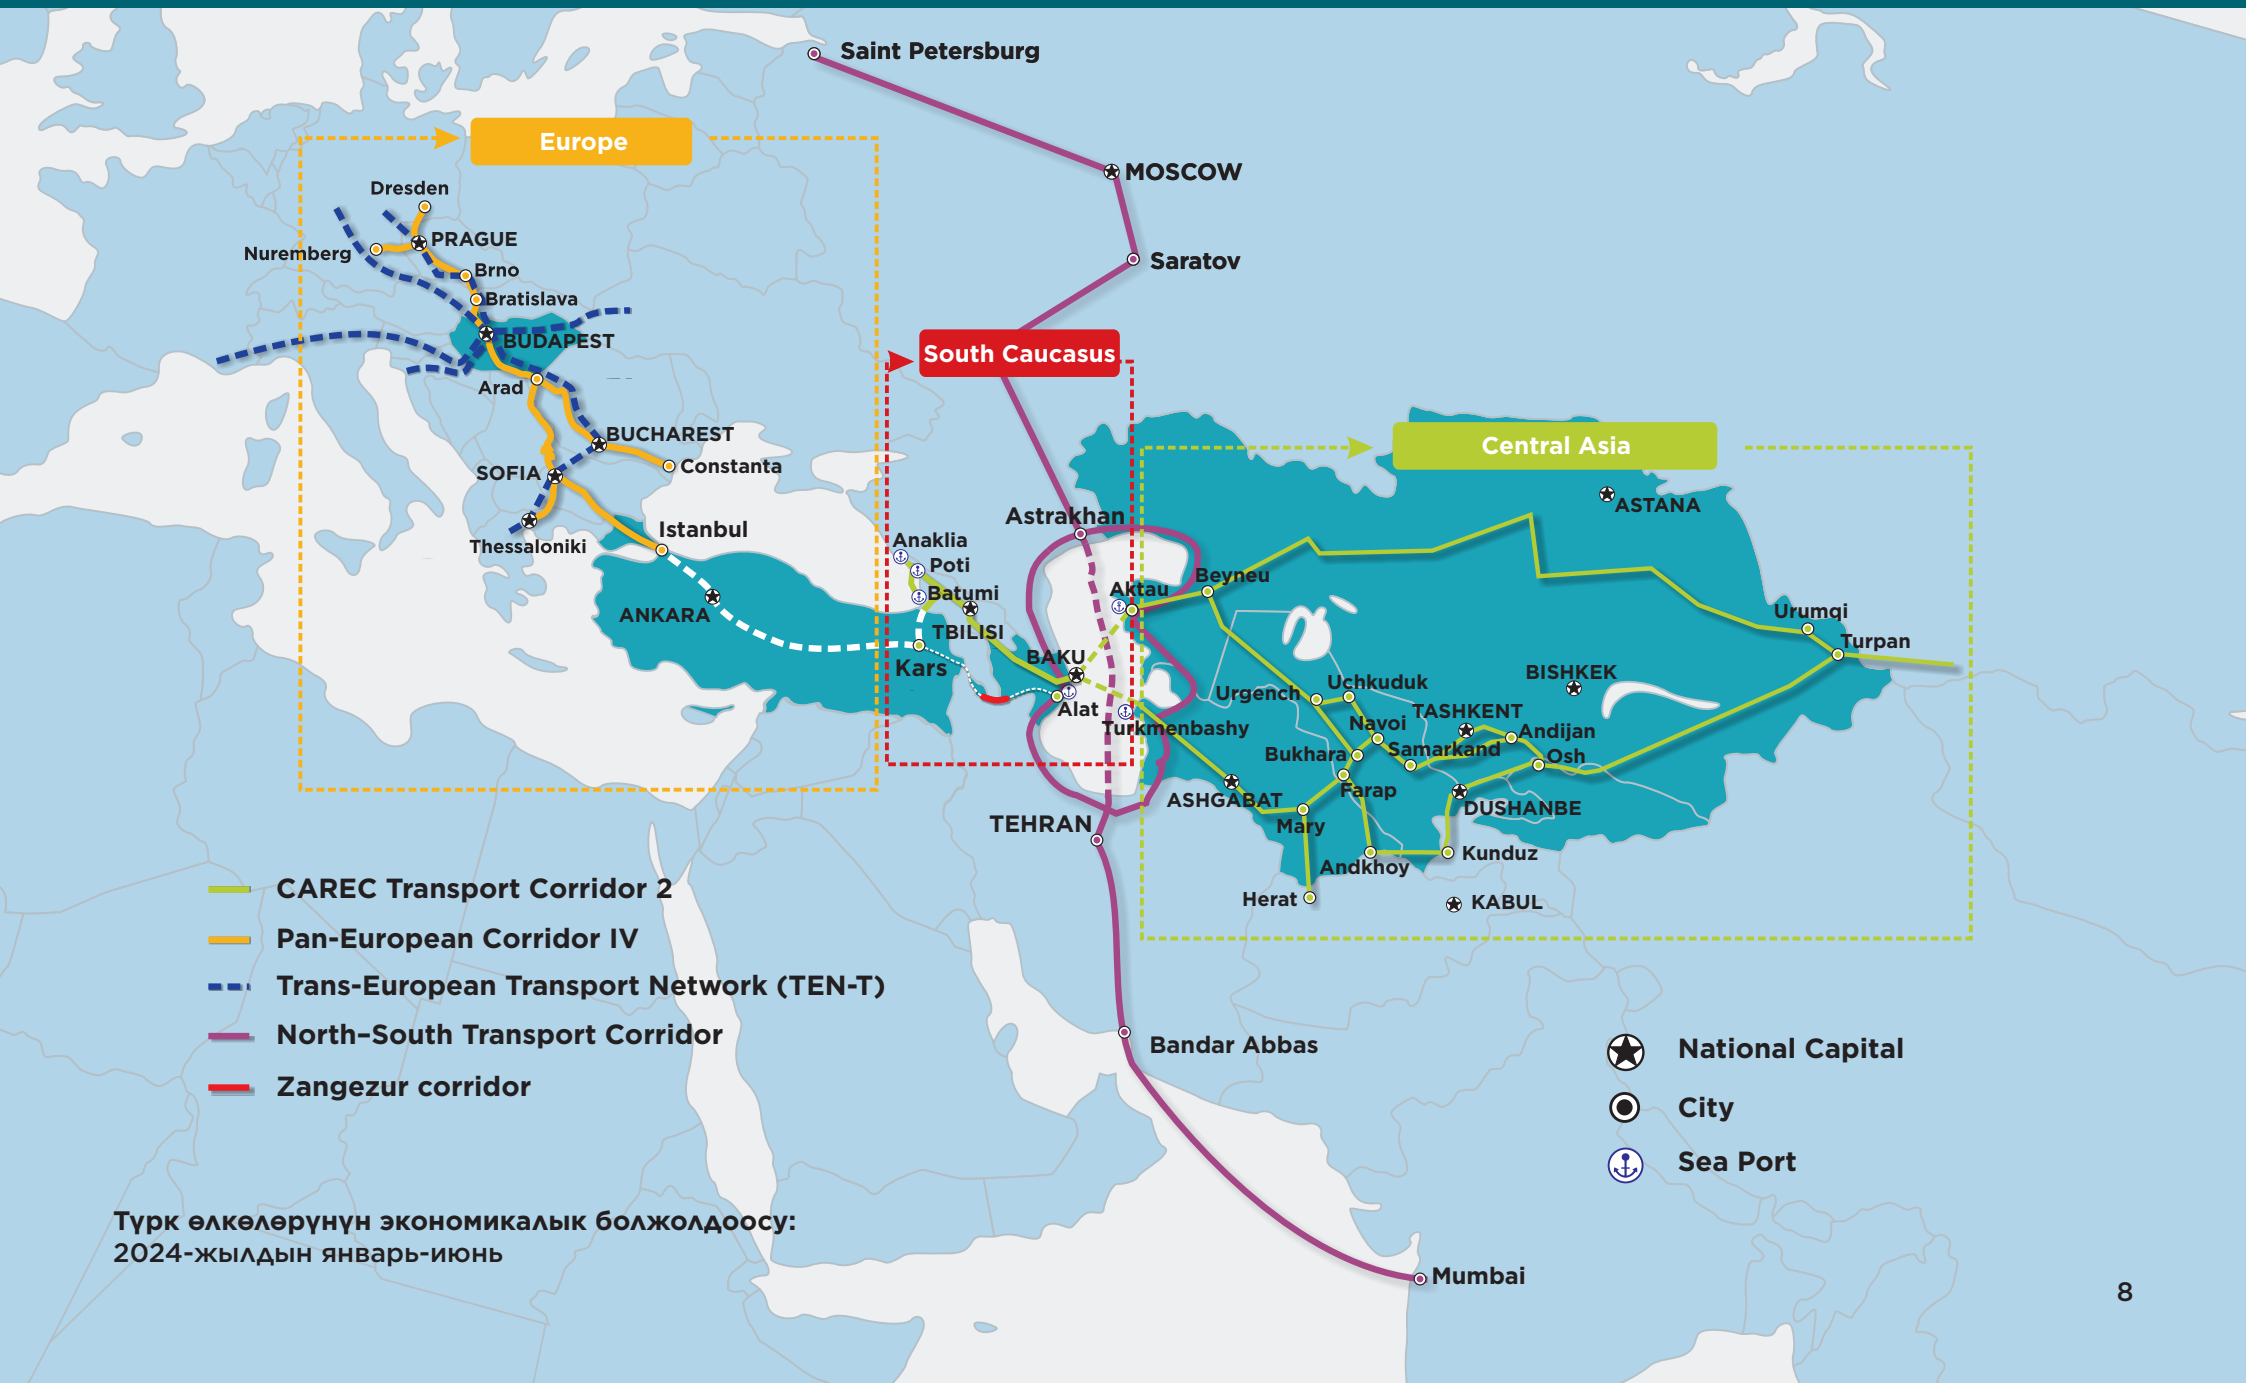 Saint Petersburg
Europe
MOSCOW
Dresden
PRAGUE
Nuremberg
Saratov
Brno
Bratislava
BUDAPEST
South Caucasus
Arad
BUCHAREST
Central Asia
Constanta
SOFIA
ASTANA
Astrakhan
Istanbul
Thessaloniki
Anaklia
Poti
Beyneu
Aktau
Batumi
ANKARA
Urumqi
TBILISI
Turpan
BAKU
Kars
BISHKEK
Uchkuduk
Urgench
Alat
TASHKENT
Navoi
Turkmenbashy
Andijan
Samarkand
Bukhara
Osh
Farap
ASHGABAT
DUSHANBE
TEHRAN
Mary
Kunduz
Andkhoy
Herat
KABUL
CAREC Transport Corridor 2
Pan-European Corridor IV
Trans-European Transport Network (TEN-T)
North–South Transport Corridor
Zangezur corridor
Bandar Abbas
National Capital
City
Sea Port
Түрк өлкөлөрүнүн экономикалык болжолдоосу:
2024-жылдын январь-июнь
Mumbai
8